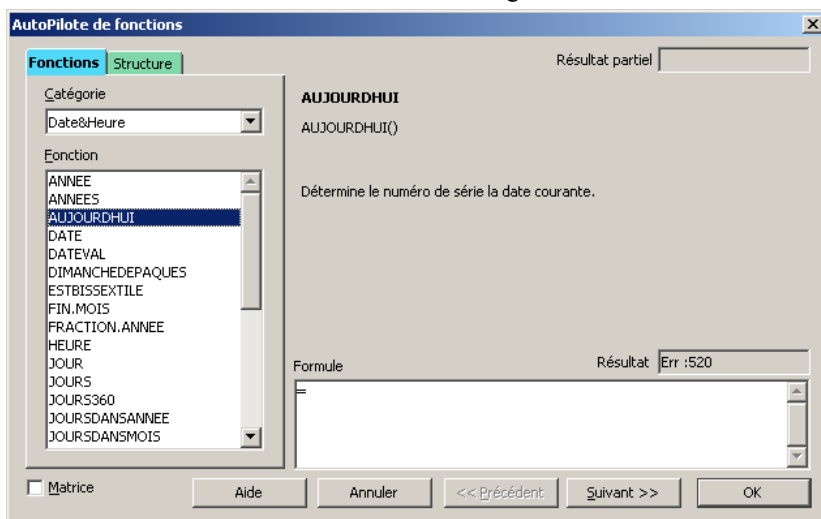 AutoPilote de fonctions
Fonctions Structure
Résultat partiel
Catégorie
Date&Heure
Fonction
ANNEE
ANNEES
AUJOURDHUI
DATE
DATEVAL
DIMANCHEDEPAQUES
ESTBISSEXTILE
FIN.MOIS
FRACTION.ANNEE
HEURE
JOUR
JOURS
JOURS360
JOURSDANSANNEE
JOURSDANSMOIS
AUJOURDHUI
AUJOURDHUI()
Détermine le numéro de série la date courante.
Formule
Résultat Err :520
=
Matrice
Aide
Annuler
<< Précédent
Suivant >>
OK